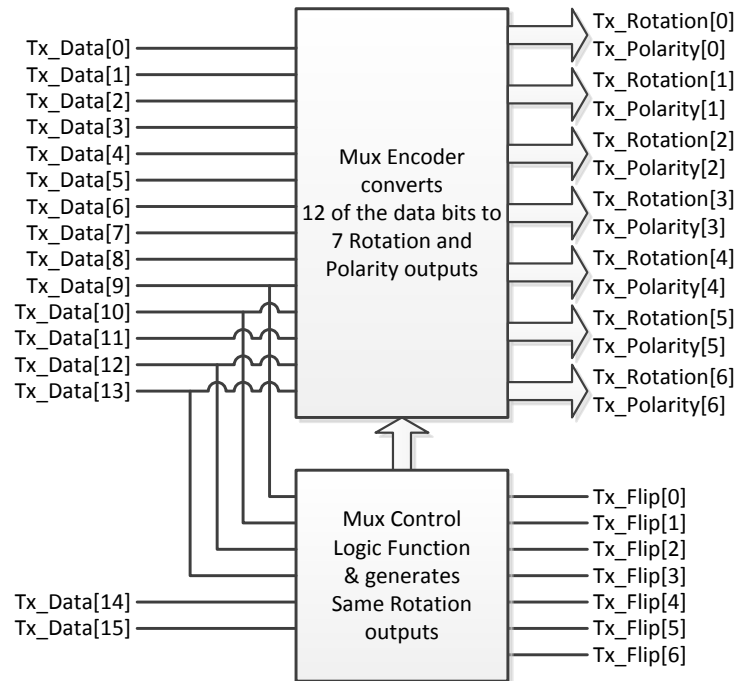 Tx_Data[0]
Tx_Data[1]
Tx_Data[2]
Tx_Data[3]
Tx_Data[4]
Tx_Data[5]
Tx_Data[6]
Tx_Data[7]
Tx_Data[8]
Tx_Data[9]
Tx_Data[10]
Tx_Data[11]
Tx_Data[12]
Tx_Data[13]
Tx_Data[14]
Tx_Data[15]
Mux Encoder
converts
12 of the data bits to
7 Rotation and
Polarity outputs
Mux Control
Logic Function
& generates
Same Rotation
outputs
Tx_Rotation[0]
Tx_Polarity[0]
Tx_Rotation[1]
Tx_Polarity[1]
Tx_Rotation[2]
Tx_Polarity[2]
Tx_Rotation[3]
Tx_Polarity[3]
Tx_Rotation[4]
Tx_Polarity[4]
Tx_Rotation[5]
Tx_Polarity[5]
Tx_Rotation[6]
Tx_Polarity[6]
Tx_Flip[0]
Tx_Flip[1]
Tx_Flip[2]
Tx_Flip[3]
Tx_Flip[4]
Tx_Flip[5]
Tx_Flip[6]